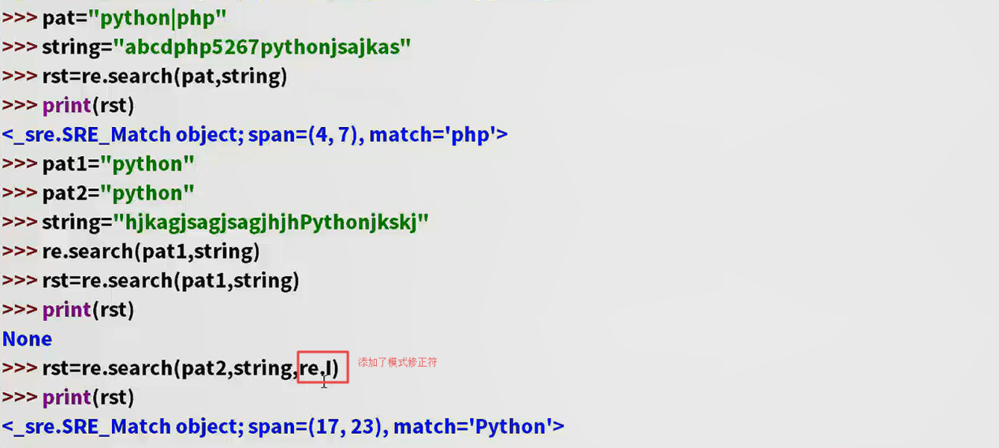 >>> pat="python|php"
>>> string="abcdphp5267pythonjsajkas"
>>> rst=re.search(pat,string)
>>> print(rst)
<_sre.SRE_Match object; span=(4, 7), match='php'>
>>> pat1="python"
>>> pat2="python"
>>> string="hjkagjsagjsagjhjhPythonjkskj"
>>> re.search(pat1,string)
>>> rst=re.search(pat1,string)
>>> print(rst)
None
>>> rst=re.search(pat2,string,re,I) 添加了模式修正符
>>> print(rst)
<_sre.SRE_Match object; span=(17, 23), match='Python'>